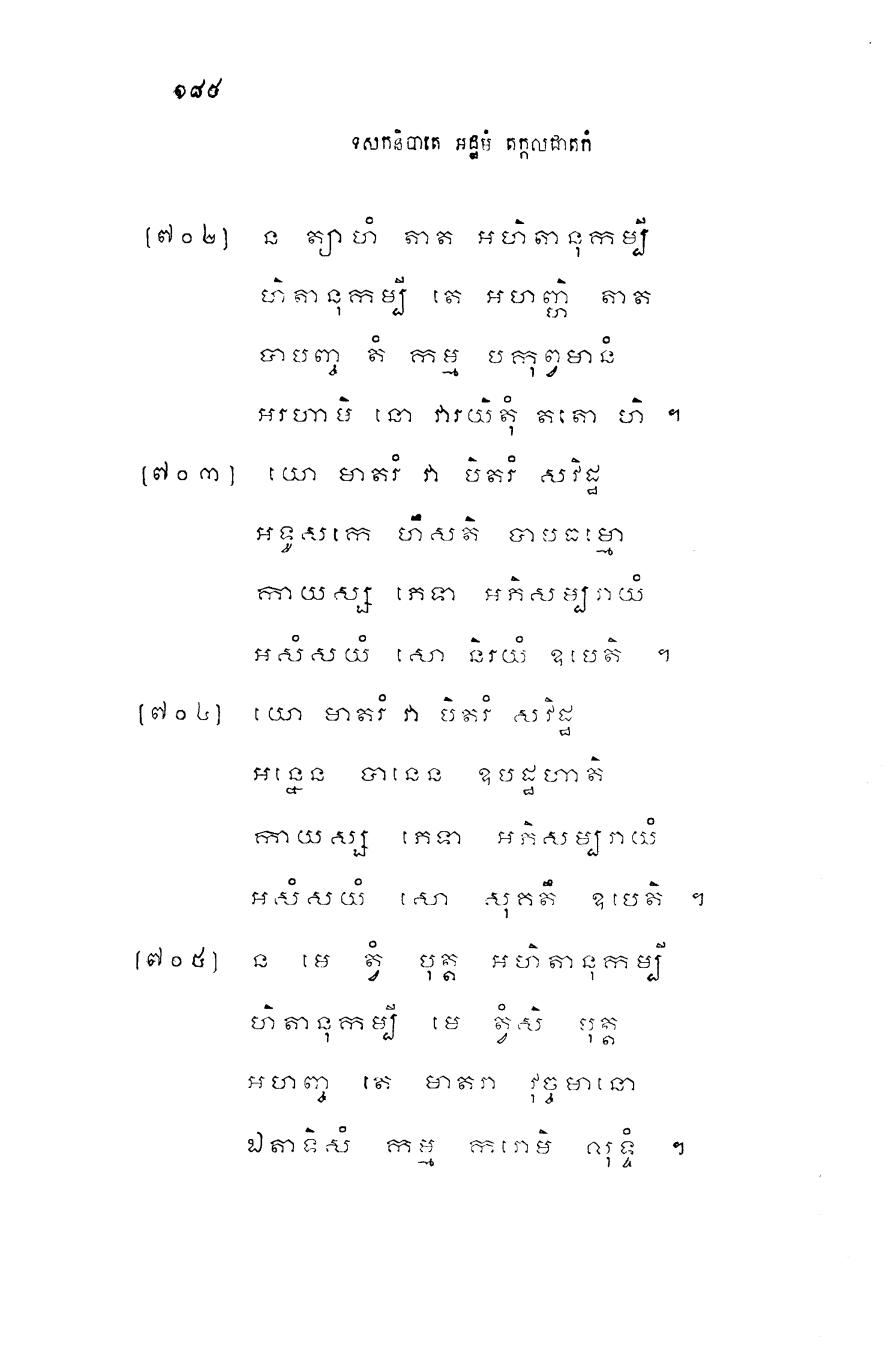 ១៨៥
ទសកនិបាតេ អដ្ឋមំ តក្កលជាតកំ
(៧០២) ន ត្យាហំ តាត អហិតានុកម្បី
ហិតានុកម្បី តេ អហញ្ហិ តាត
បាបញ្ច តំ កម្ម បកុព្វមានំ
អរហាមិ នោ វារយិតុំ តតោ ហិ ។
(៧០៣) យោ មាតរំ វា បិតរំ សវិដ្ឋ
អទូសកេ ហឹសតិ បាបធម្មោ
កាយស្ស ភេទា អភិសម្បរាយំ
អសំសយំ សោ និរយំ ឧបេតិ ។
(៧០៤) យោ មាតរំ វា បិតរំ សវិដ្ឋ
អន្នេន បានេន ឧបដ្ឋហាតិ
កាយស្ស ភេទា អភិសម្បរាយំ
អសំសយំ សោ សុគតឹ ឧបេតិ ។
(៧០៥) ន មេ ត្វំ បុត្ត អហិតានុកម្បី
ហិតានុកម្បី មេ ត្វំសិ បុត្ត
អហញ្ច តេ មាតរា វុច្ចមានោ
ឯតាទិសំ កម្ម ករោមិ លុទ្ទំ ។